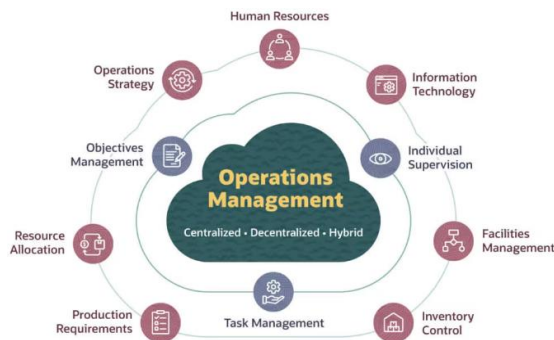 Human Resources
Operations
Strategy
Information
Technology
Objectives
Management
Individual
Supervision
Operations
Management
Centralized • Decentralized • Hybrid
Resource
Allocation
Facilities
Management
Production
Requirements
Task Management
Inventory
Control